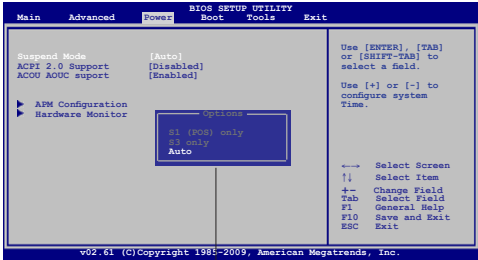 BIOS SETUP UTILITY
Main Advanced Power Boot Tools Exit
Suspend Mode [Auto]
ACPI 2.0 Support [Disabled]
ACOU AOUC suport [Enabled]
APM Configuration
Hardware Monitor
Options
S1 (POS) only
S3 only
Auto
Use [ENTER], [TAB]
or [SHIFT-TAB] to
select a field.
Use [+] or [-] to
configure system
Time.
←→ Select Screen
↑↓ Select Item
+- Change Field
Tab Select Field
F1 General Help
F10 Save and Exit
ESC Exit
v02.61 (C)Copyright 1985-2009, American Megatrends, Inc.